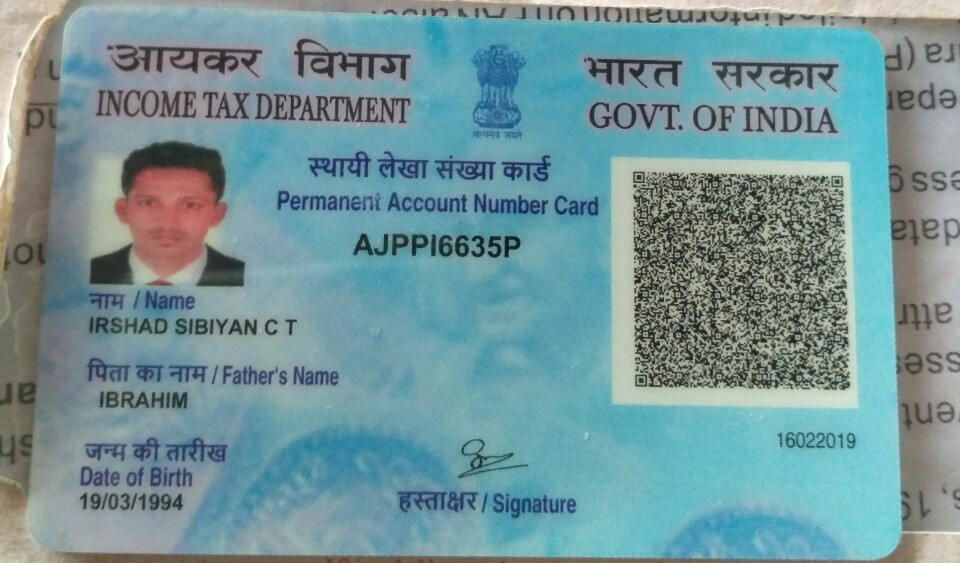 आयकर विभाग
INCOME TAX DEPARTMENT
सत्यमेव जयते
भारत सरकार
GOVT. OF INDIA
स्थायी लेखा संख्या कार्ड
Permanent Account Number Card
AJPPI6635P
नाम / Name
IRSHAD SIBIYAN C T
पिता का नाम / Father's Name
IBRAHIM
जन्म की तारीख
Date of Birth
19/03/1994
हस्ताक्षर / Signature
16022019